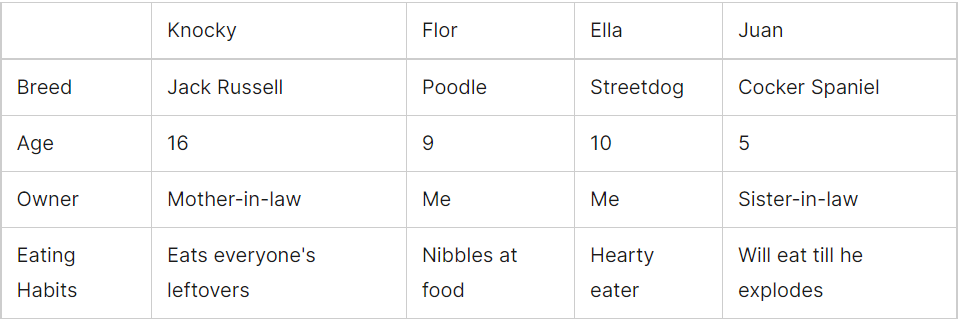 Knocky Flor Ella Juan
Breed Jack Russell Poodle Streetdog Cocker Spaniel
Age 16 9 10 5
Owner Mother-in-law Me Me Sister-in-law
Eating Eats everyone's Nibbles at Hearty Will eat till he
Habits leftovers food eater explodes